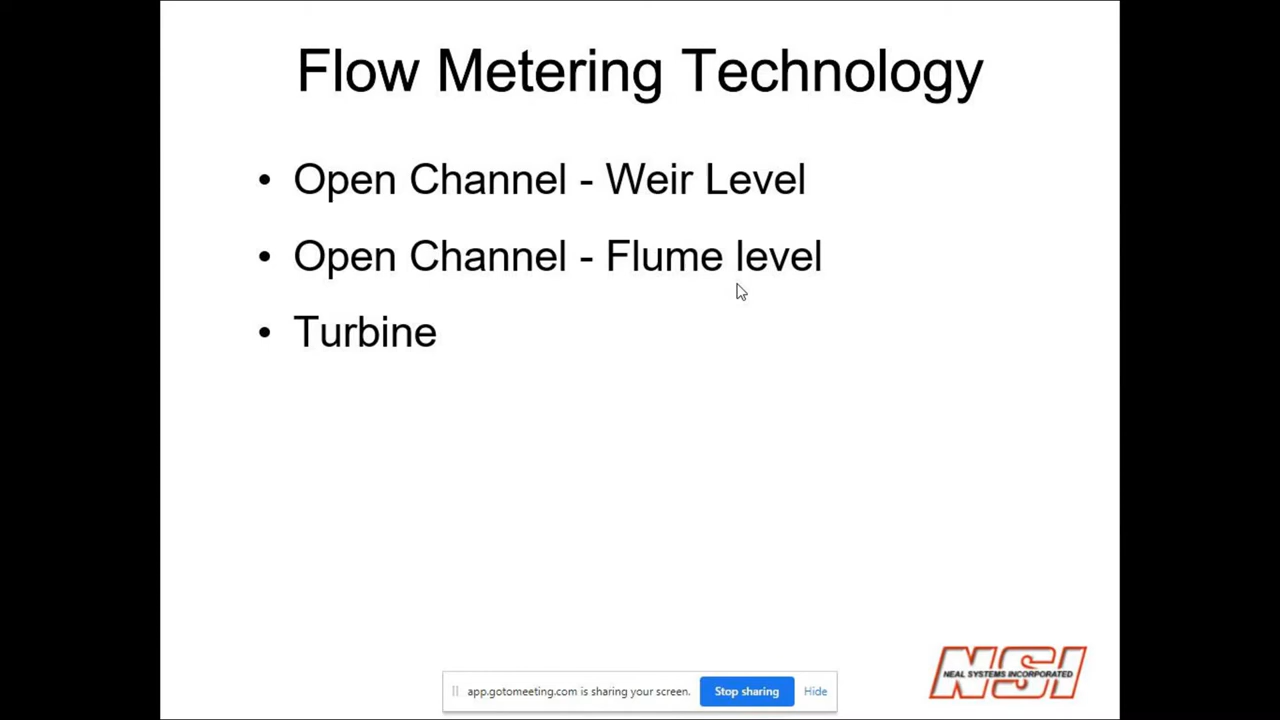 Flow Metering Technology
• Open Channel - Weir Level
• Open Channel - Flume level
• Turbine
NSI
NEAL SYSTEMS INCORPORATED
app.gotomeeting.com is sharing your screen. Stop sharing Hide